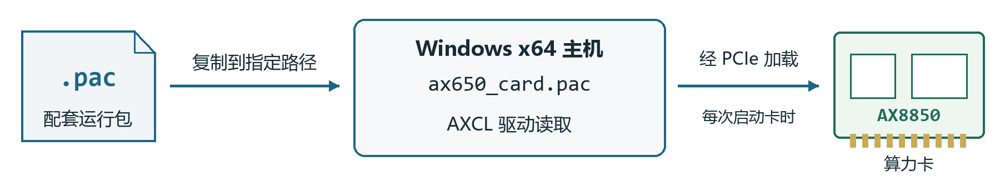 .pac
配套运行包
复制到指定路径
Windows x64 主机
ax650_card.pac
AXCL 驱动读取
经 PCIe 加载
每次启动卡时
AX8850
算力卡